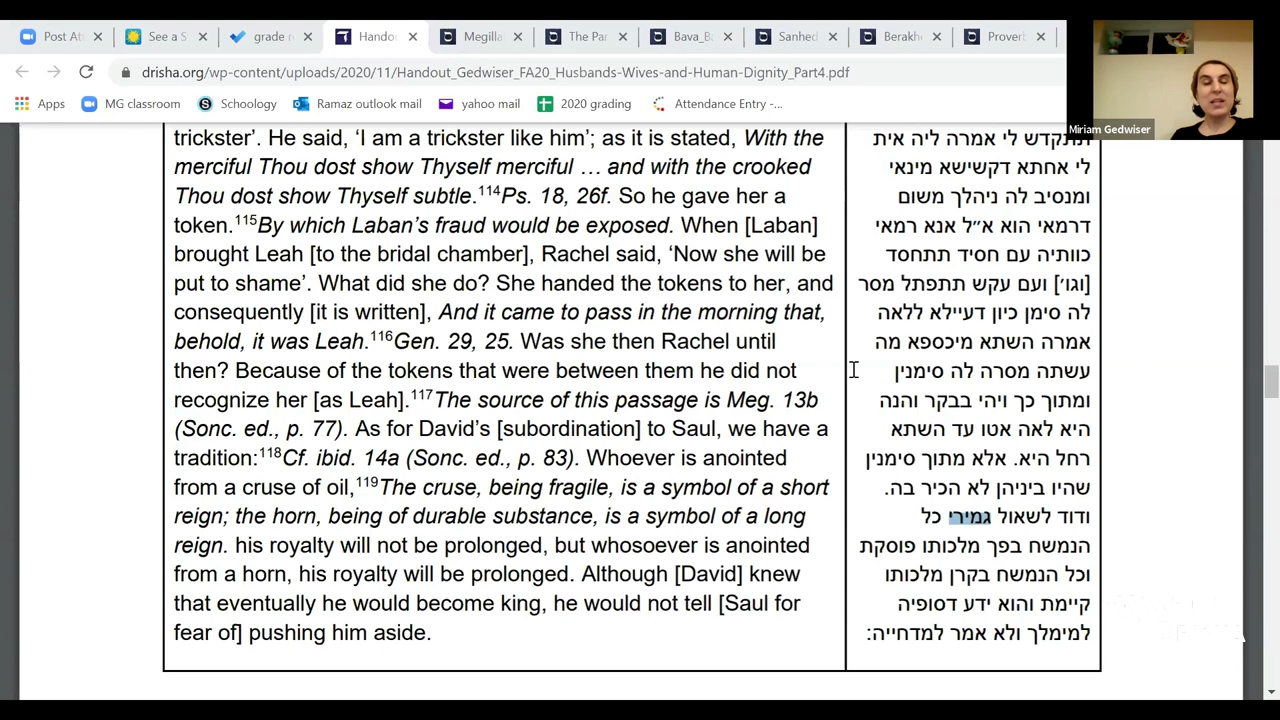 Post At
See a S
grade r
Hando
Megilla
The Par
Bava_B
Sanhed
Berakh
Prover
drisha.org/wp-content/uploads/2020/11/Handout_Gedwiser_FA20_Husbands-Wives-and-Human-Dignity_Part4.pdf
Apps
MG classroom
Schoology
Ramaz outlook mail
yahoo mail
2020 grading
Attendance Entry -...
Miriam Gedwiser
trickster’. He said, ‘I am a trickster like him’; as it is stated, With the
merciful Thou dost show Thyself merciful … and with the crooked
Thou dost show Thyself subtle.114Ps. 18, 26f. So he gave her a
token.115By which Laban’s fraud would be exposed. When [Laban]
brought Leah [to the bridal chamber], Rachel said, ‘Now she will be
put to shame’. What did she do? She handed the tokens to her, and
consequently [it is written], And it came to pass in the morning that,
behold, it was Leah.116Gen. 29, 25. Was she then Rachel until
then? Because of the tokens that were between them he did not
recognize her [as Leah].117The source of this passage is Meg. 13b
(Sonc. ed., p. 77). As for David’s [subordination] to Saul, we have a
tradition:118Cf. ibid. 14a (Sonc. ed., p. 83). Whoever is anointed
from a cruse of oil,119The cruse, being fragile, is a symbol of a short
reign; the horn, being of durable substance, is a symbol of a long
reign. his royalty will not be prolonged, but whosoever is anointed
from a horn, his royalty will be prolonged. Although [David] knew
that eventually he would become king, he would not tell [Saul for
fear of] pushing him aside.
לי אמרה ליה אית
לי אחתא דקשישא מינאי
ומנסיב לה ניהלך משום
דרמאי הוא א״ל אנא רמאי
כוותיה עם חסיד תתחסד
[וגו׳] ועם עקש תתפתל מסר
לה סימן כיון דעיילא ללאה
אמרה השתא מיכספא מה
עשתה מסרה לה סימנין
ומתוך כך ויהי בבקר והנה
היא לאה אטו עד השתא
רחל היא. אלא מתוך סימנין
שהיו ביניהן לא הכיר בה.
ודוד לשאול גמירי כל
הנמשח בפך מלכותו פוסקת
וכל הנמשח בקרן מלכותו
קיימת והוא ידע דסופיה
למימלך ולא אמר למדחייה: